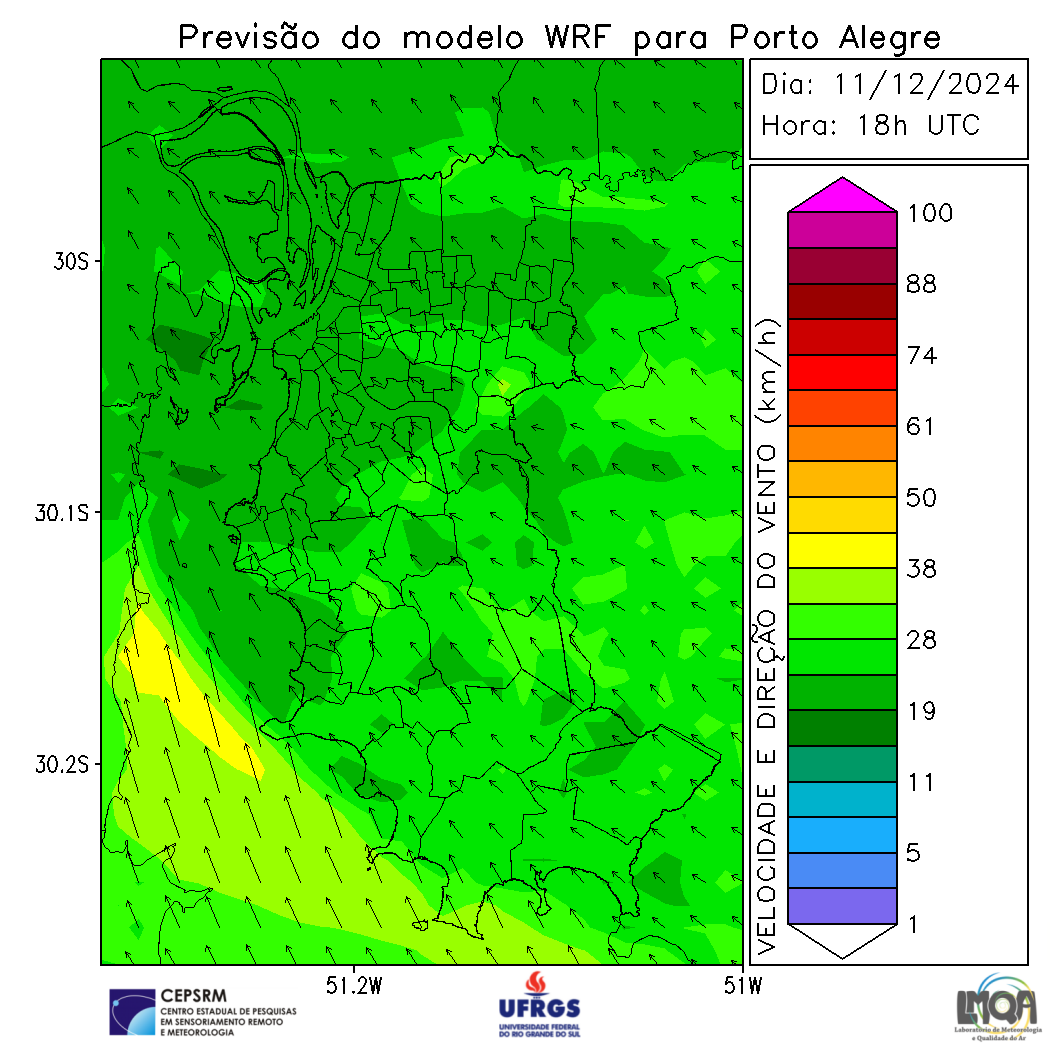 Previsão do modelo WRF para Porto Alegre
Dia: 11/12/2024
Hora: 18h UTC
30S
30.1S
30.2S
51.2W
51W
VELOCIDADE E DIREÇÃO DO VENTO (km/h)
100
88
74
61
50
38
28
19
11
5
1
CEPSRM
CENTRO ESTADUAL DE PESQUISAS
EM SENSORIAMENTO REMOTO
E METEOROLOGIA
UFRGS
UNIVERSIDADE FEDERAL
DO RIO GRANDE DO SUL
LMQA
Laboratório de Meteorologia
e Qualidade do Ar